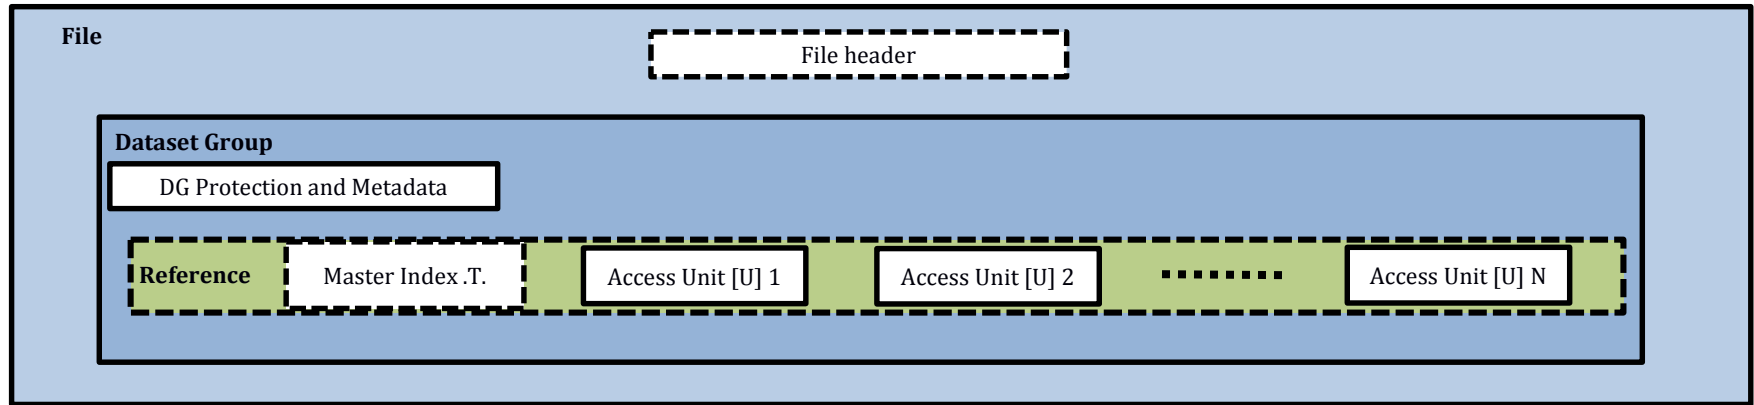 File
File header
Dataset Group
DG Protection and Metadata
Reference
Master Index .T.
Access Unit [U] 1
Access Unit [U] 2
Access Unit [U] N